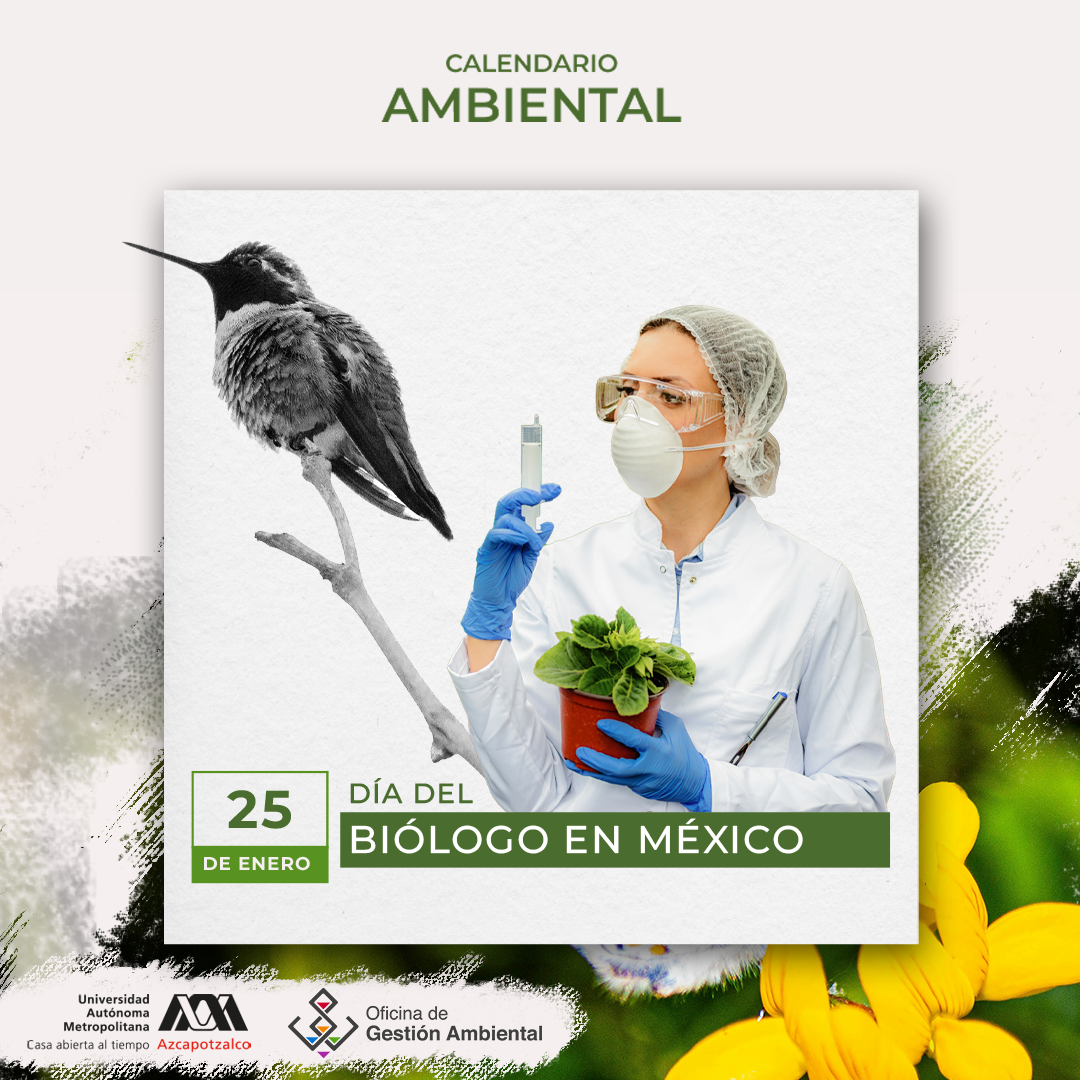 CALENDARIO
AMBIENTAL
25
DE ENERO
DÍA DEL
BIÓLOGO EN MÉXICO
Universidad
Autónoma
Metropolitana
Casa abierta al tiempo Azcapotzalco
Oficina de
Gestión Ambiental